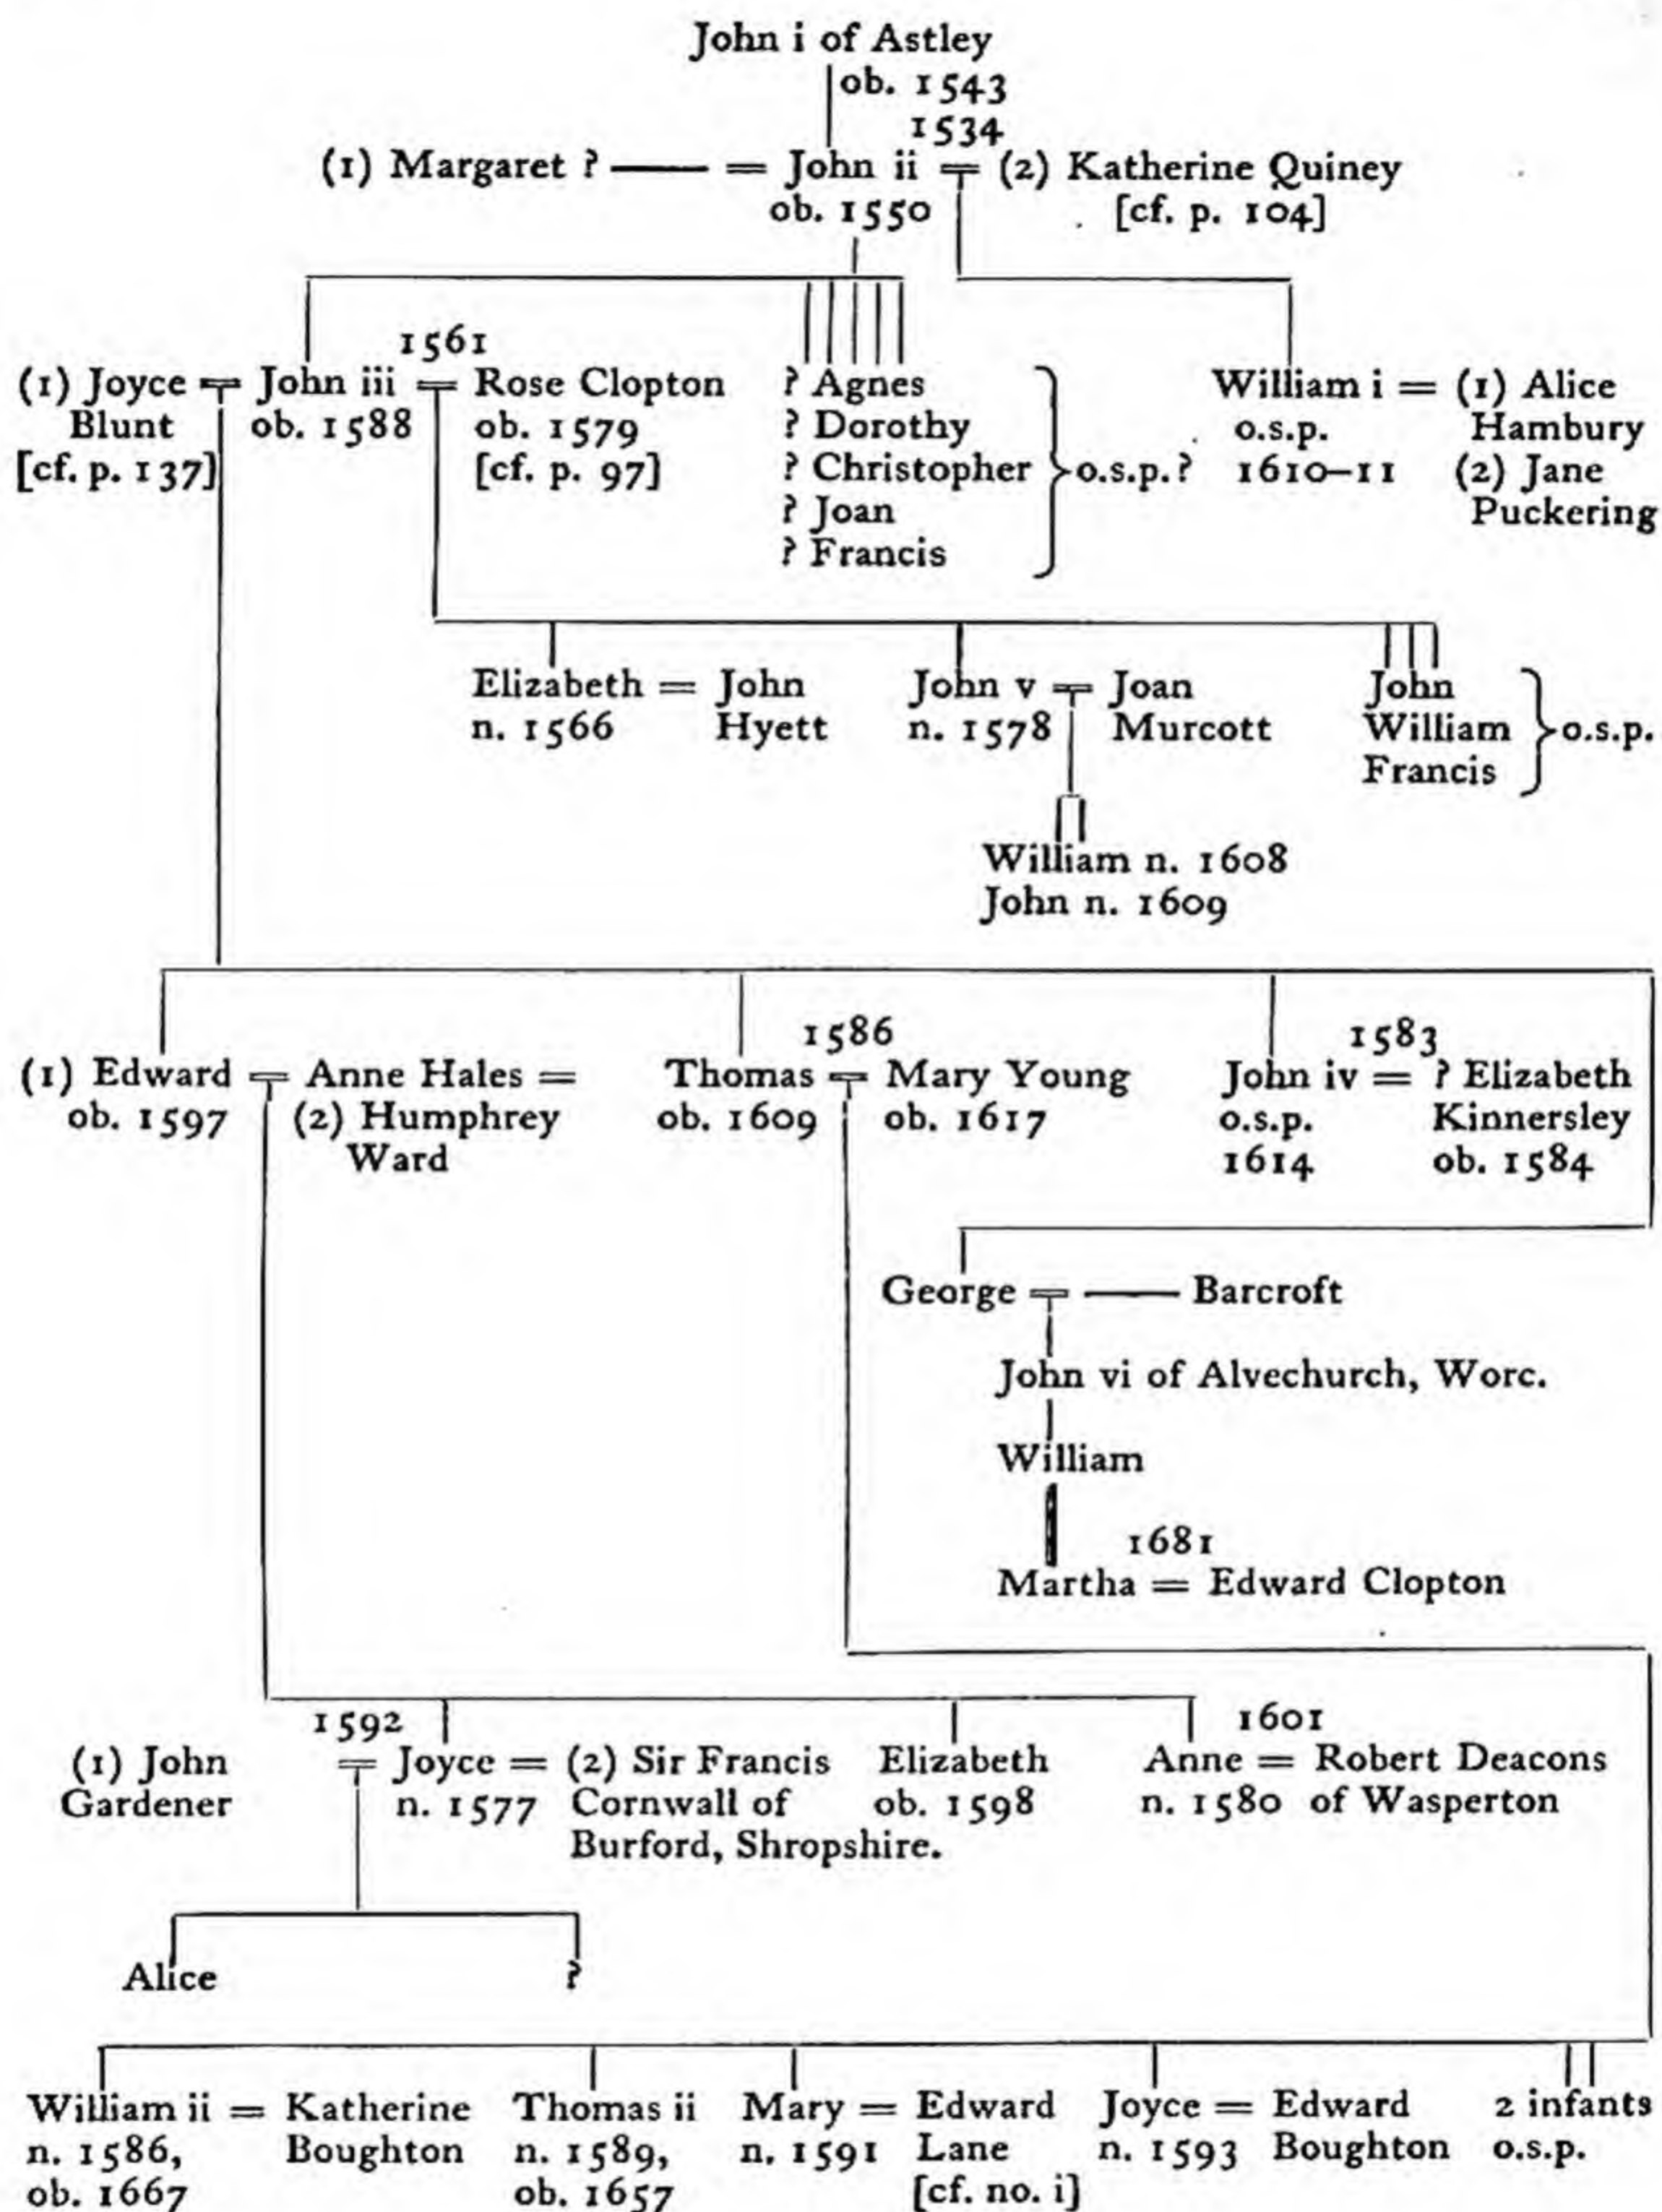 John i of Astley
ob. 1543
1534
(1) Margaret ? —— = John ii = (2) Katherine Quiney
ob. 1550 [cf. p. 104]
1561
(1) Joyce = John iii = Rose Clopton ? Agnes William i = (1) Alice
Blunt ob. 1588 ob. 1579 ? Dorothy o.s.p. Hambury
[cf. p. 137] [cf. p. 97] ? Christopher o.s.p.? 1610–11 (2) Jane
? Joan Puckering
? Francis
Elizabeth = John John v = Joan John
n. 1566 Hyett n. 1578 Murcott William o.s.p.
Francis
William n. 1608
John n. 1609
1586 1583
(1) Edward = Anne Hales = Thomas = Mary Young John iv = ? Elizabeth
ob. 1597 (2) Humphrey ob. 1609 ob. 1617 o.s.p. Kinnersley
Ward 1614 ob. 1584
George = —— Barcroft
John vi of Alvechurch, Worc.
William
1681
Martha = Edward Clopton
1592 1601
(1) John = Joyce = (2) Sir Francis Elizabeth Anne = Robert Deacons
Gardener n. 1577 Cornwall of ob. 1598 n. 1580 of Wasperton
Burford, Shropshire.
Alice ?
William ii = Katherine Thomas ii Mary = Edward Joyce = Edward 2 infants
n. 1586, Boughton n. 1589, n. 1591 Lane n. 1593 Boughton o.s.p.
ob. 1667 ob. 1657 [cf. no. i]